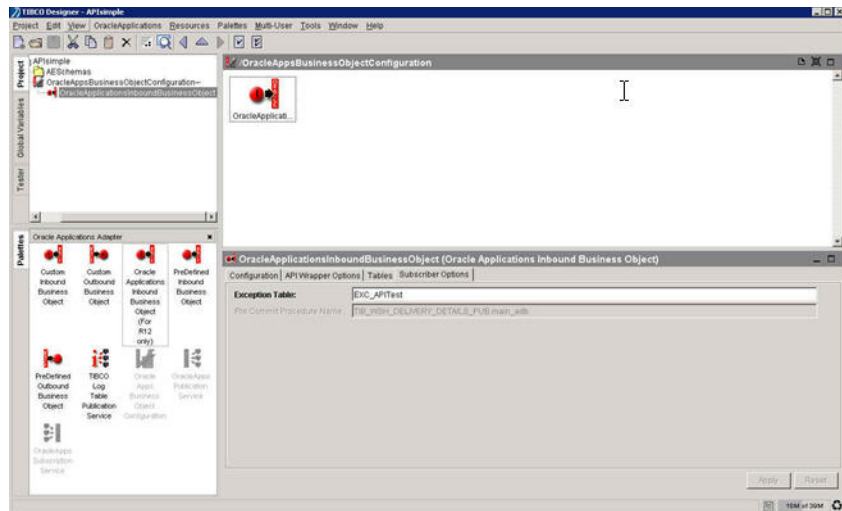 TIBCO Designer - APIsimple
Project Edit View OracleApplications Resources Palettes Multi-User Tools Window Help
Project
Global Variables
Tester
APIsimple
AESchemas
OracleAppsBusinessObjectConfiguration~
OracleApplicationsInboundBusinessObject
/OracleAppsBusinessObjectConfiguration
OracleApplicati...
Palettes
Oracle Applications Adapter
Custom Inbound Business Object
Custom Outbound Business Object
Oracle Applications Inbound Business Object (For R12 only)
PreDefined Inbound Business Object
PreDefined Outbound Business Object
TIBCO Log Table Publication Service
Oracle Apps Business Object Configuration
OracleApps Publication Service
OracleApps Subscription Service
OracleApplicationsInboundBusinessObject (Oracle Applications Inbound Business Object)
Configuration API Wrapper Options Tables Subscriber Options
Exception Table: EXC_APITest
Pre Commit Procedure Name : TIB_WSH_DELIVERY_DETAILS_PUB.main_adb
Apply Reset
16M of 39M